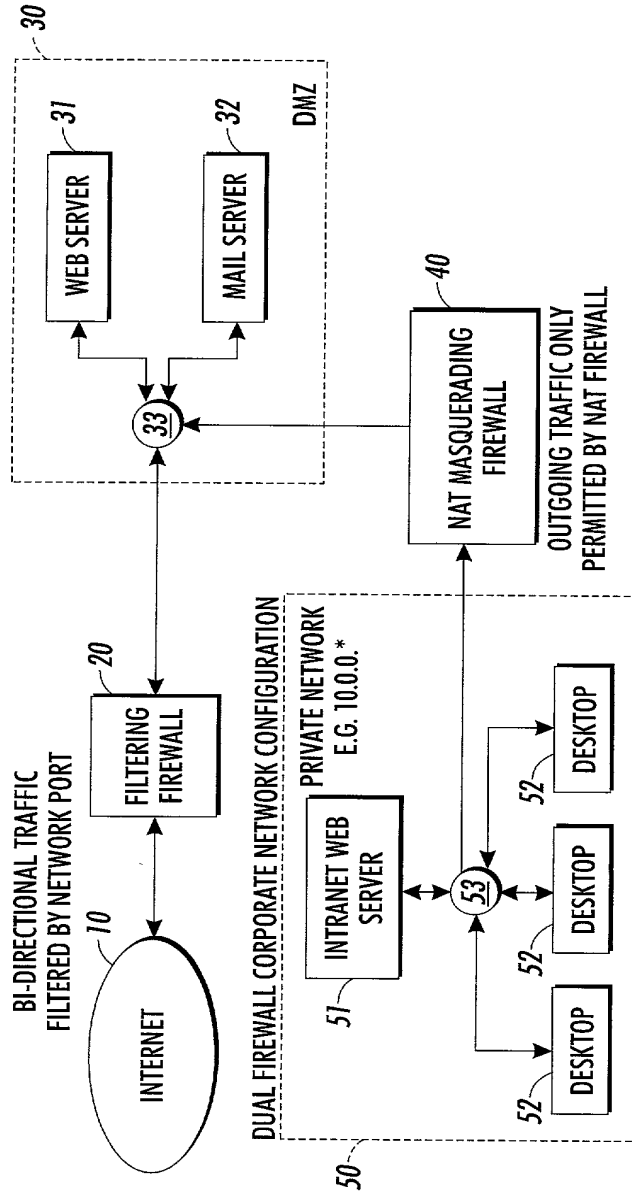 BI-DIRECTIONAL TRAFFIC
FILTERED BY NETWORK PORT
10
INTERNET
20
FILTERING
FIREWALL
30
31
WEB SERVER
32
MAIL SERVER
33
DMZ
DUAL FIREWALL CORPORATE NETWORK CONFIGURATION
PRIVATE NETWORK
E.G. 10.0.0.*
INTRANET WEB
SERVER
51
53
52
DESKTOP
52
DESKTOP
52
DESKTOP
50
40
NAT MASQUERADING
FIREWALL
OUTGOING TRAFFIC ONLY
PERMITTED BY NAT FIREWALL